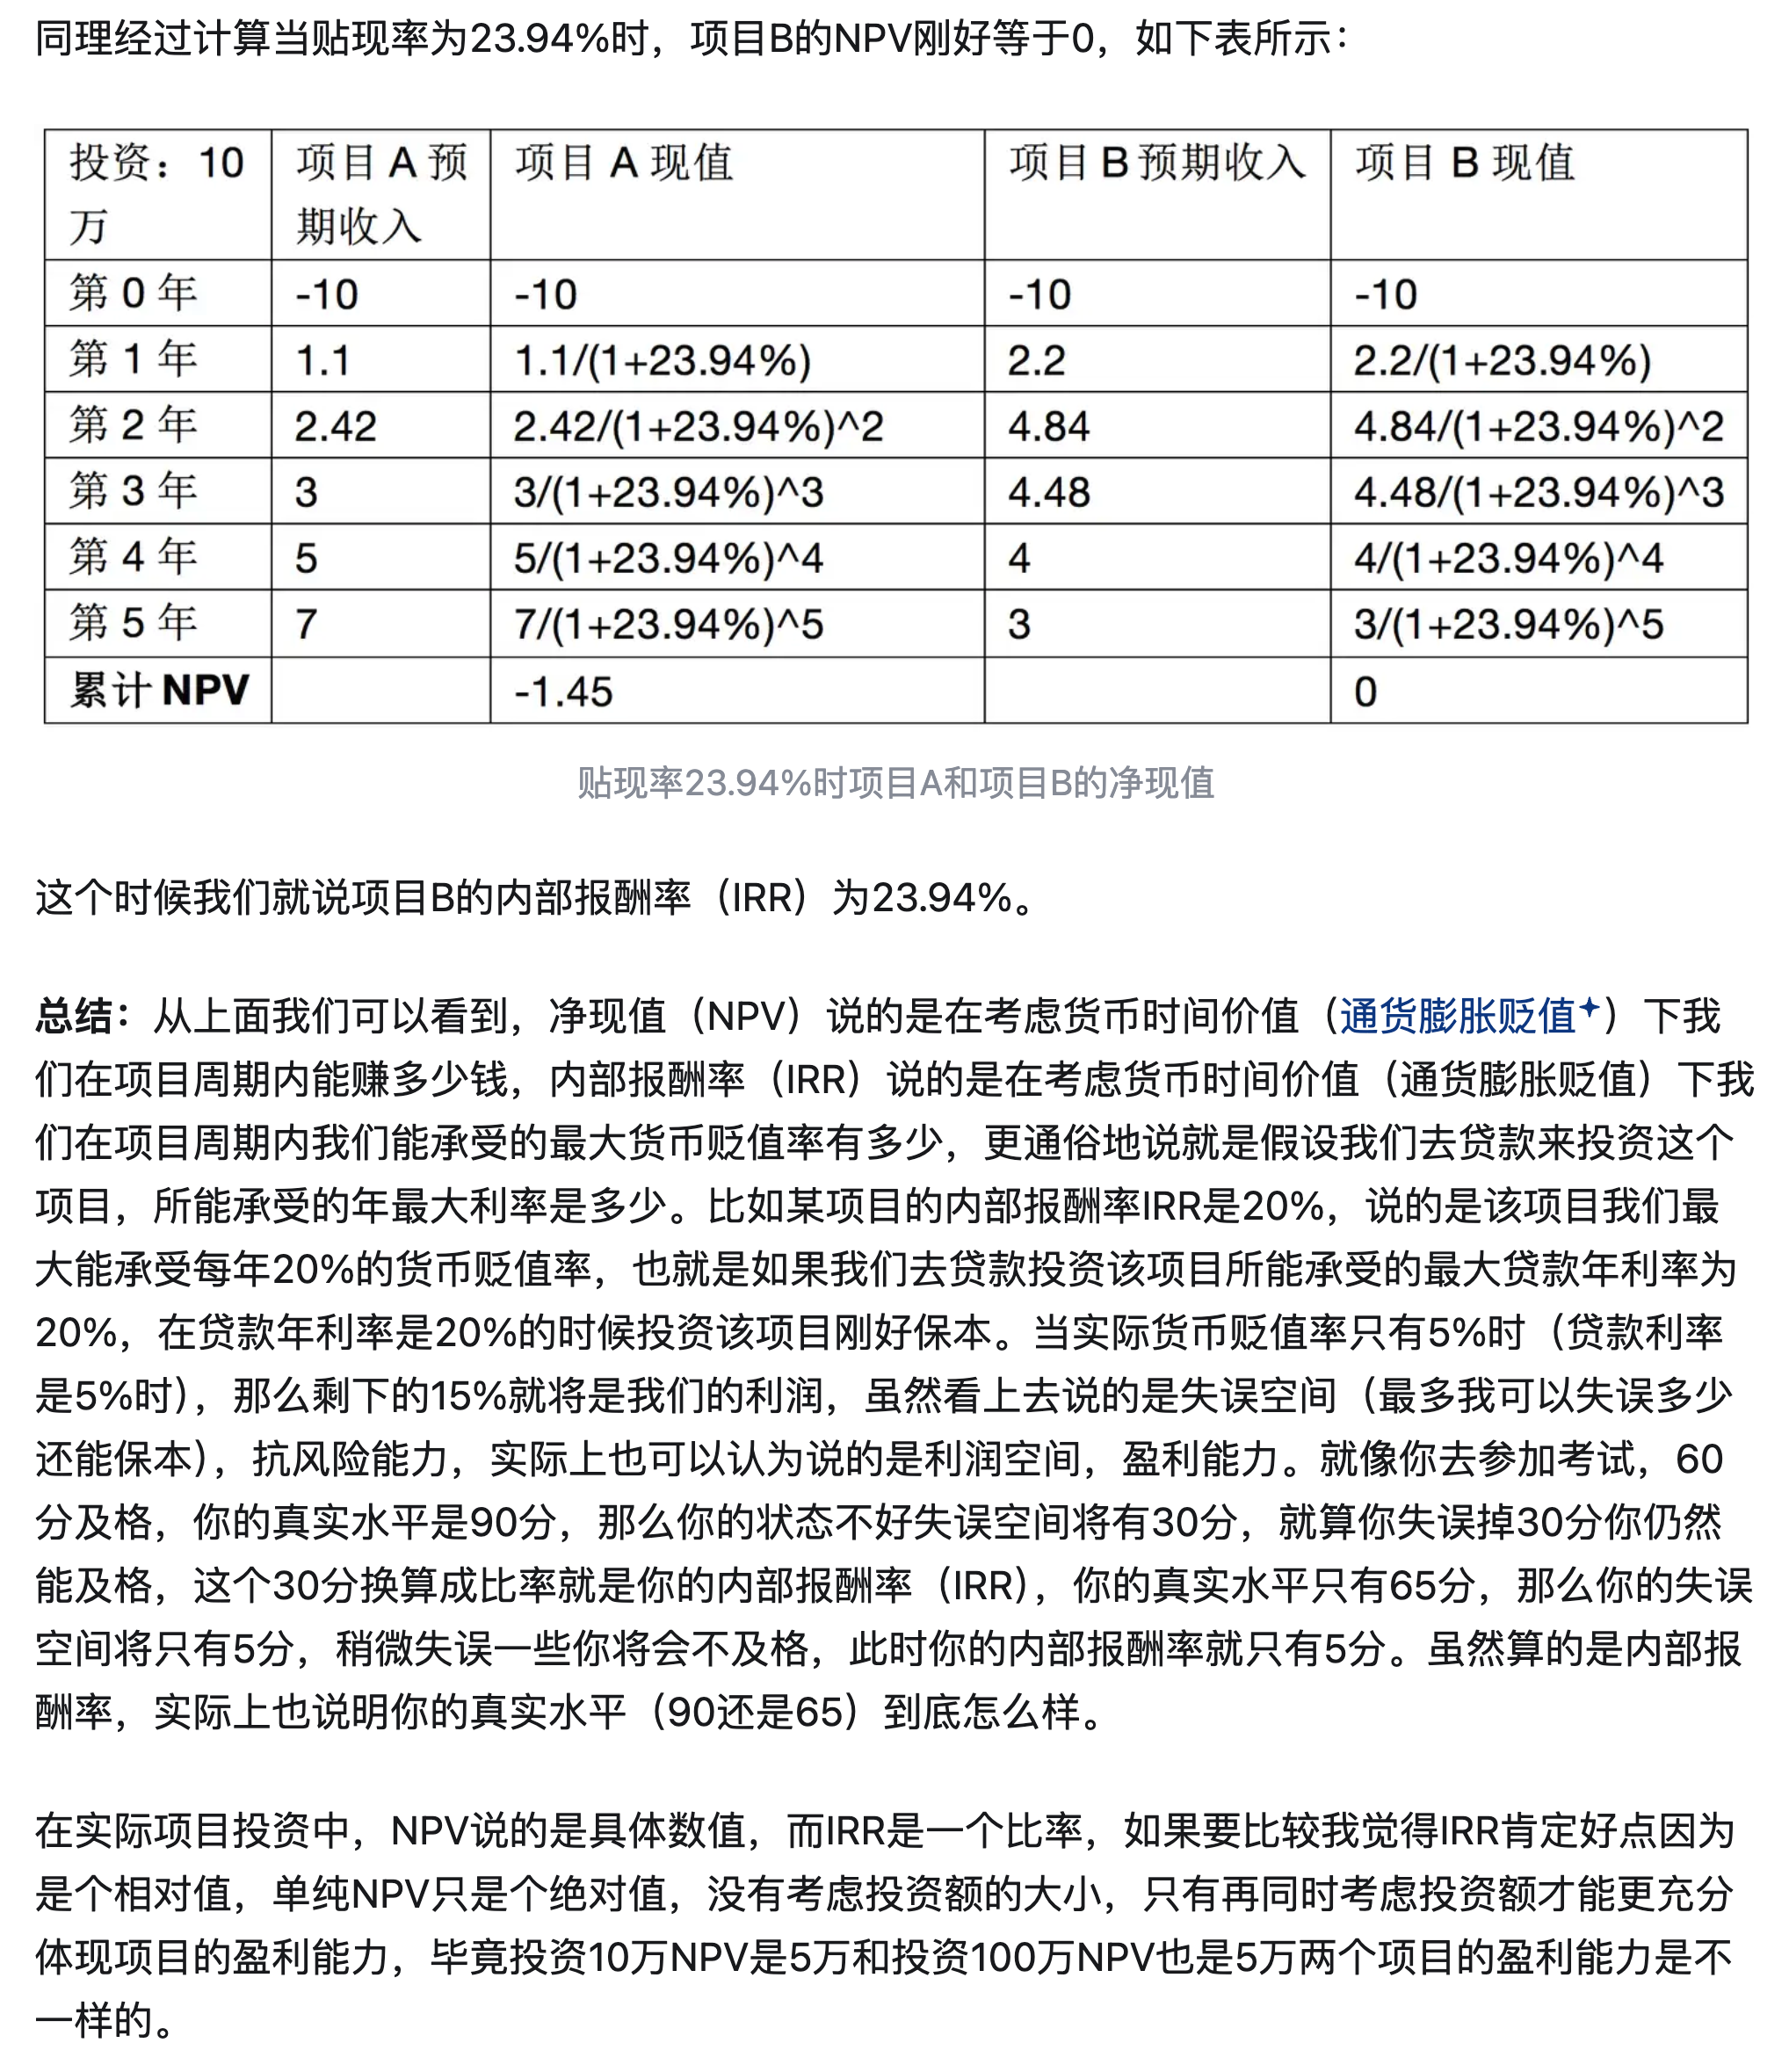 同理经过计算当贴现率为23.94%时，项目B的NPV刚好等于0，如下表所示：
投资：10万 项目 A 预期收入 项目 A 现值 项目 B 预期收入 项目 B 现值
第 0 年 -10 -10 -10 -10
第 1 年 1.1 1.1/(1+23.94%) 2.2 2.2/(1+23.94%)
第 2 年 2.42 2.42/(1+23.94%)^2 4.84 4.84/(1+23.94%)^2
第 3 年 3 3/(1+23.94%)^3 4.48 4.48/(1+23.94%)^3
第 4 年 5 5/(1+23.94%)^4 4 4/(1+23.94%)^4
第 5 年 7 7/(1+23.94%)^5 3 3/(1+23.94%)^5
累计 NPV -1.45 0
贴现率23.94%时项目A和项目B的净现值
这个时候我们就说项目B的内部报酬率（IRR）为23.94%。
总结：从上面我们可以看到，净现值（NPV）说的是在考虑货币时间价值（通货膨胀贬值）下我
们在项目周期内能赚多少钱，内部报酬率（IRR）说的是在考虑货币时间价值（通货膨胀贬值）下我
们在项目周期内我们能承受的最大货币贬值率有多少，更通俗地说就是假设我们去贷款来投资这个
项目，所能承受的年最大利率是多少。比如某项目的内部报酬率IRR是20%，说的是该项目我们最
大能承受每年20%的货币贬值率，也就是如果我们去贷款投资该项目所能承受的最大贷款年利率为
20%，在贷款年利率是20%的时候投资该项目刚好保本。当实际货币贬值率只有5%时（贷款利率
是5%时），那么剩下的15%就将是我们的利润，虽然看上去说的是失误空间（最多我可以失误多少
还能保本），抗风险能力，实际上也可以认为说的是利润空间，盈利能力。就像你去参加考试，60
分及格，你的真实水平是90分，那么你的状态不好失误空间将有30分，就算你失误掉30分你仍然
能及格，这个30分换算成比率就是你的内部报酬率（IRR），你的真实水平只有65分，那么你的失误
空间将只有5分，稍微失误一些你将会不及格，此时你的内部报酬率就只有5分。虽然算的是内部报
酬率，实际上也说明你的真实水平（90还是65）到底怎么样。
在实际项目投资中，NPV说的是具体数值，而IRR是一个比率，如果要比较我觉得IRR肯定好点因为
是个相对值，单纯NPV只是个绝对值，没有考虑投资额的大小，只有再同时考虑投资额才能更充分
体现项目的盈利能力，毕竟投资10万NPV是5万和投资100万NPV也是5万两个项目的盈利能力是不
一样的。